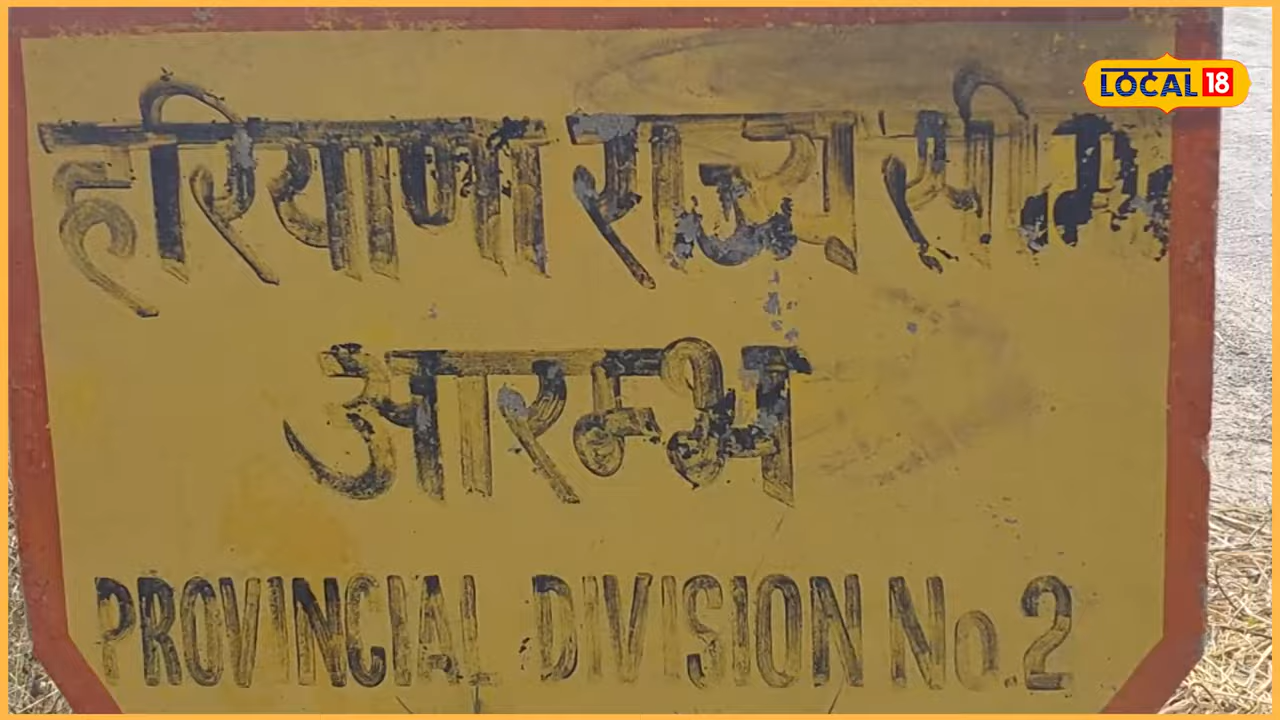 LOCAL 18
हरियाणा राज्य सीमा
आरम्भ
PROVINCIAL DIVISION No. 2